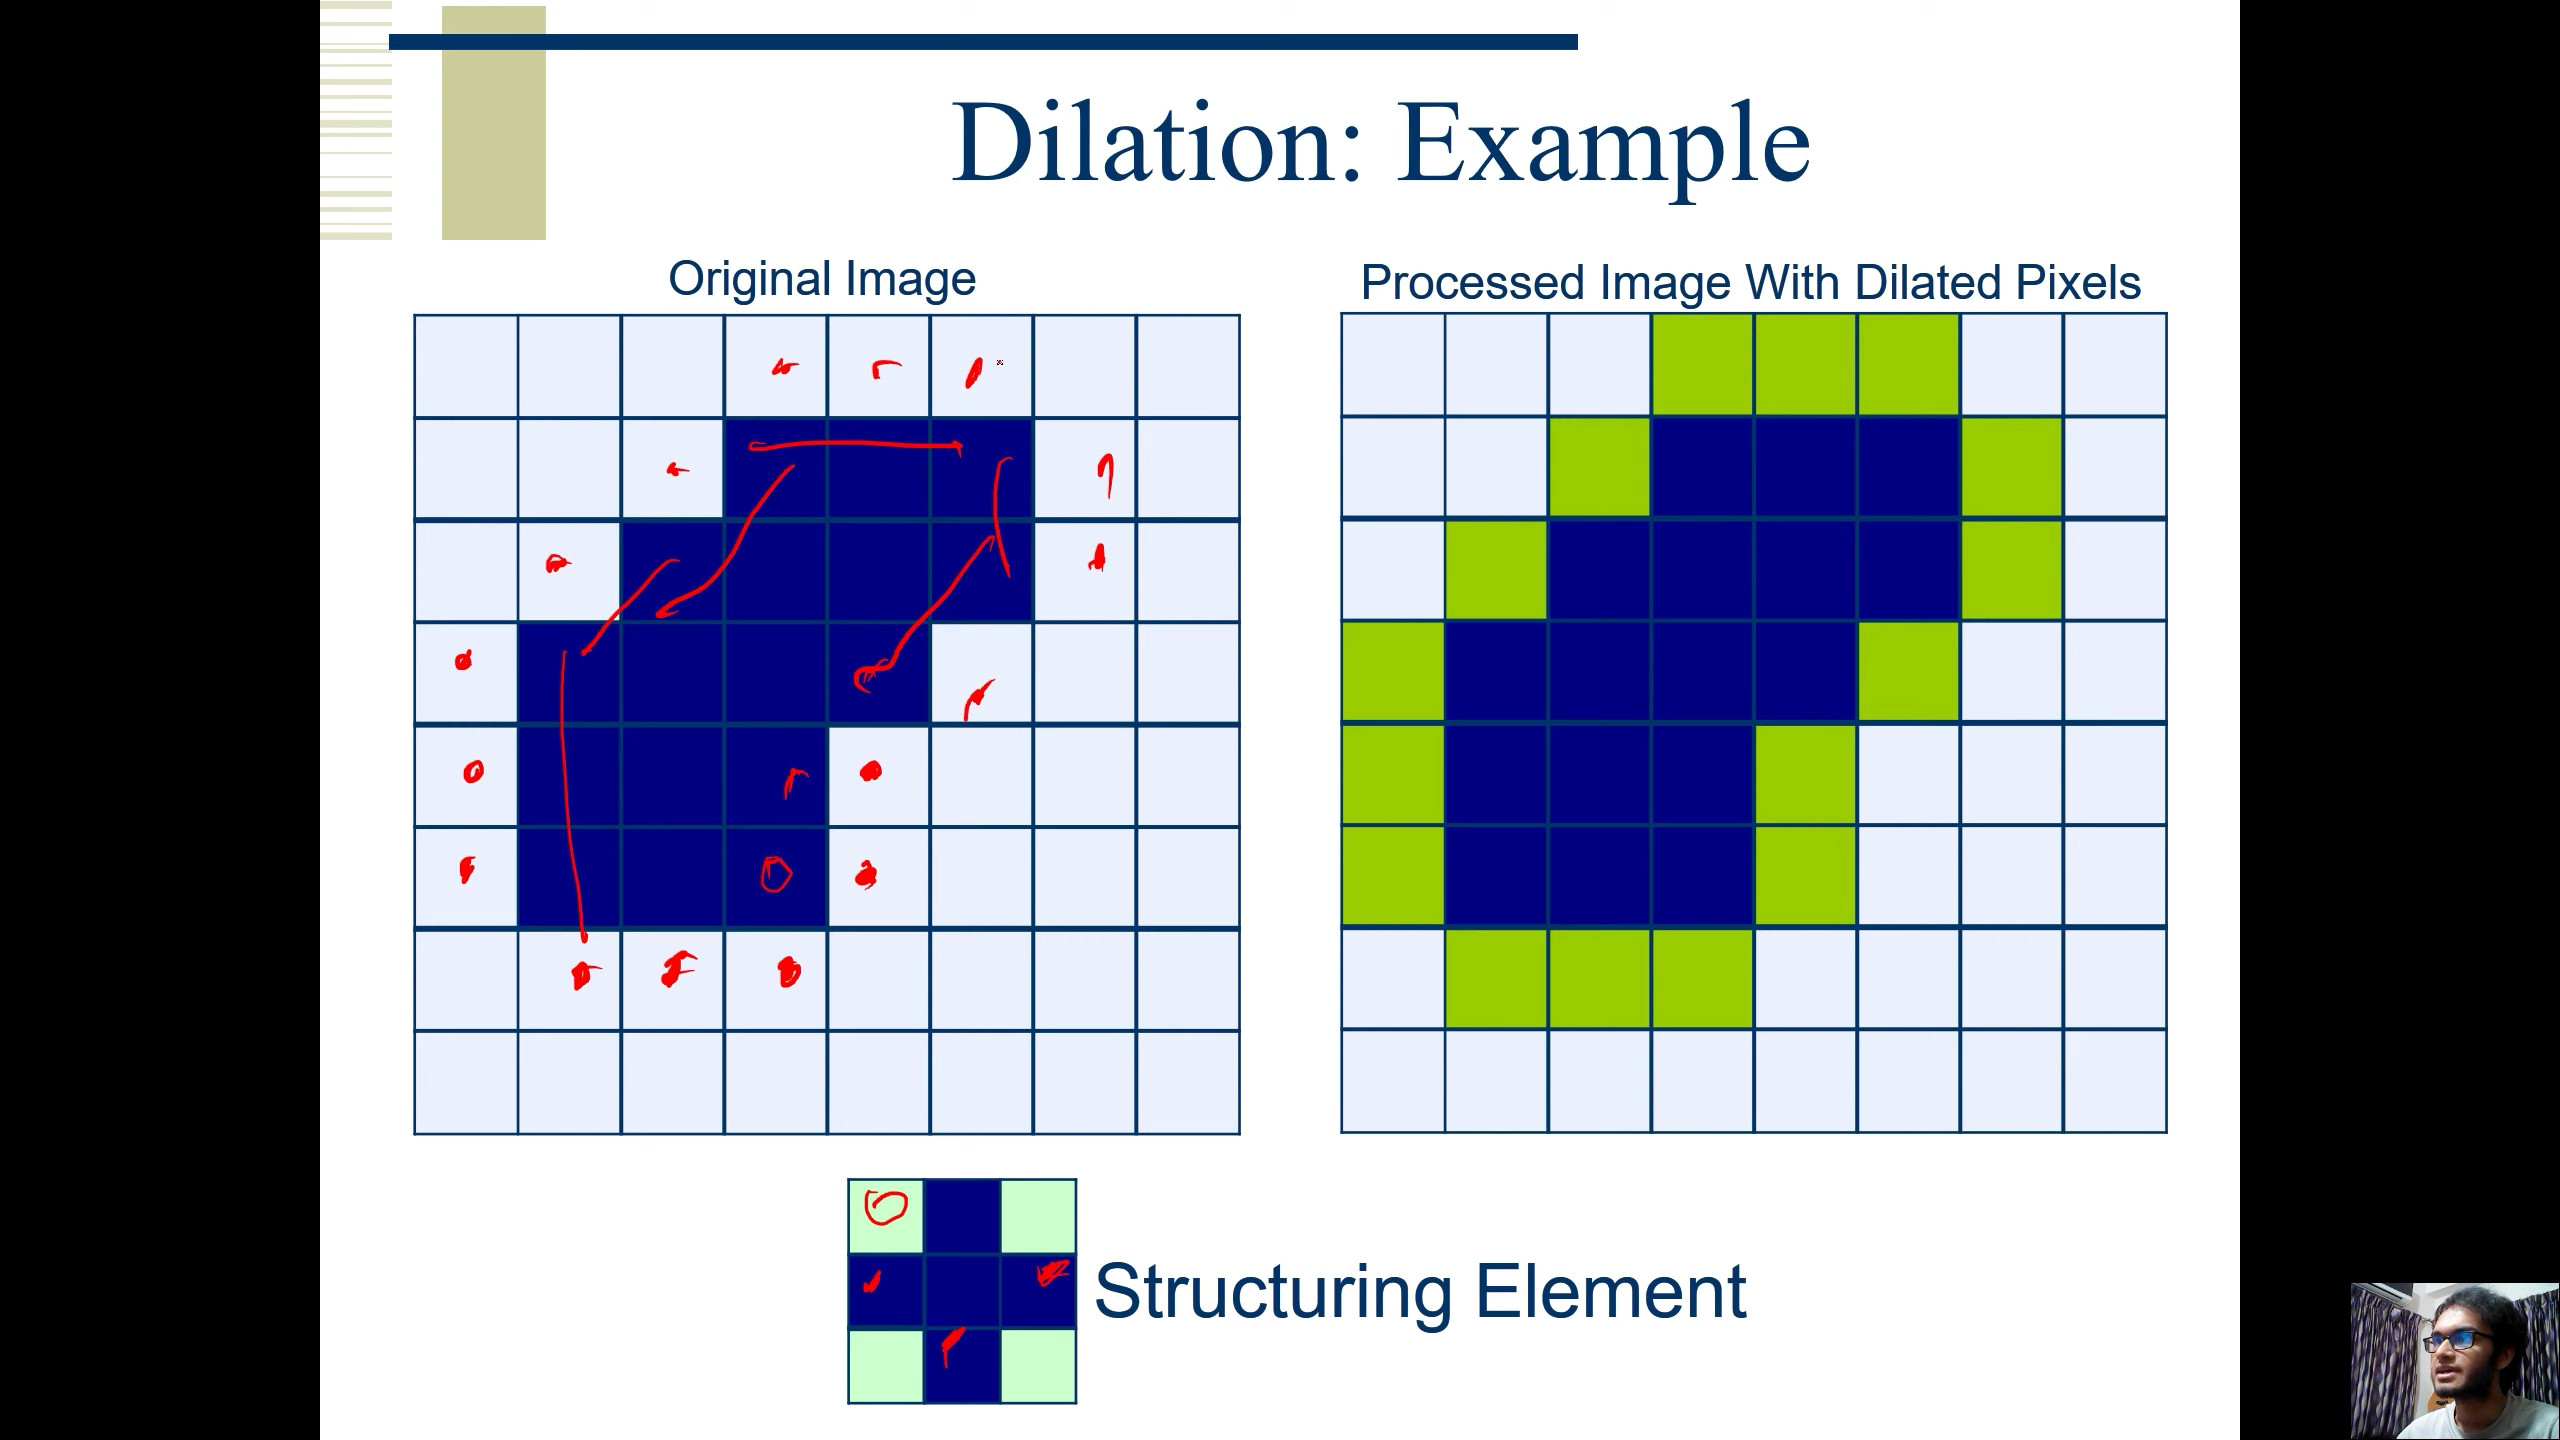 Dilation: Example
Original Image
Processed Image With Dilated Pixels
Structuring Element